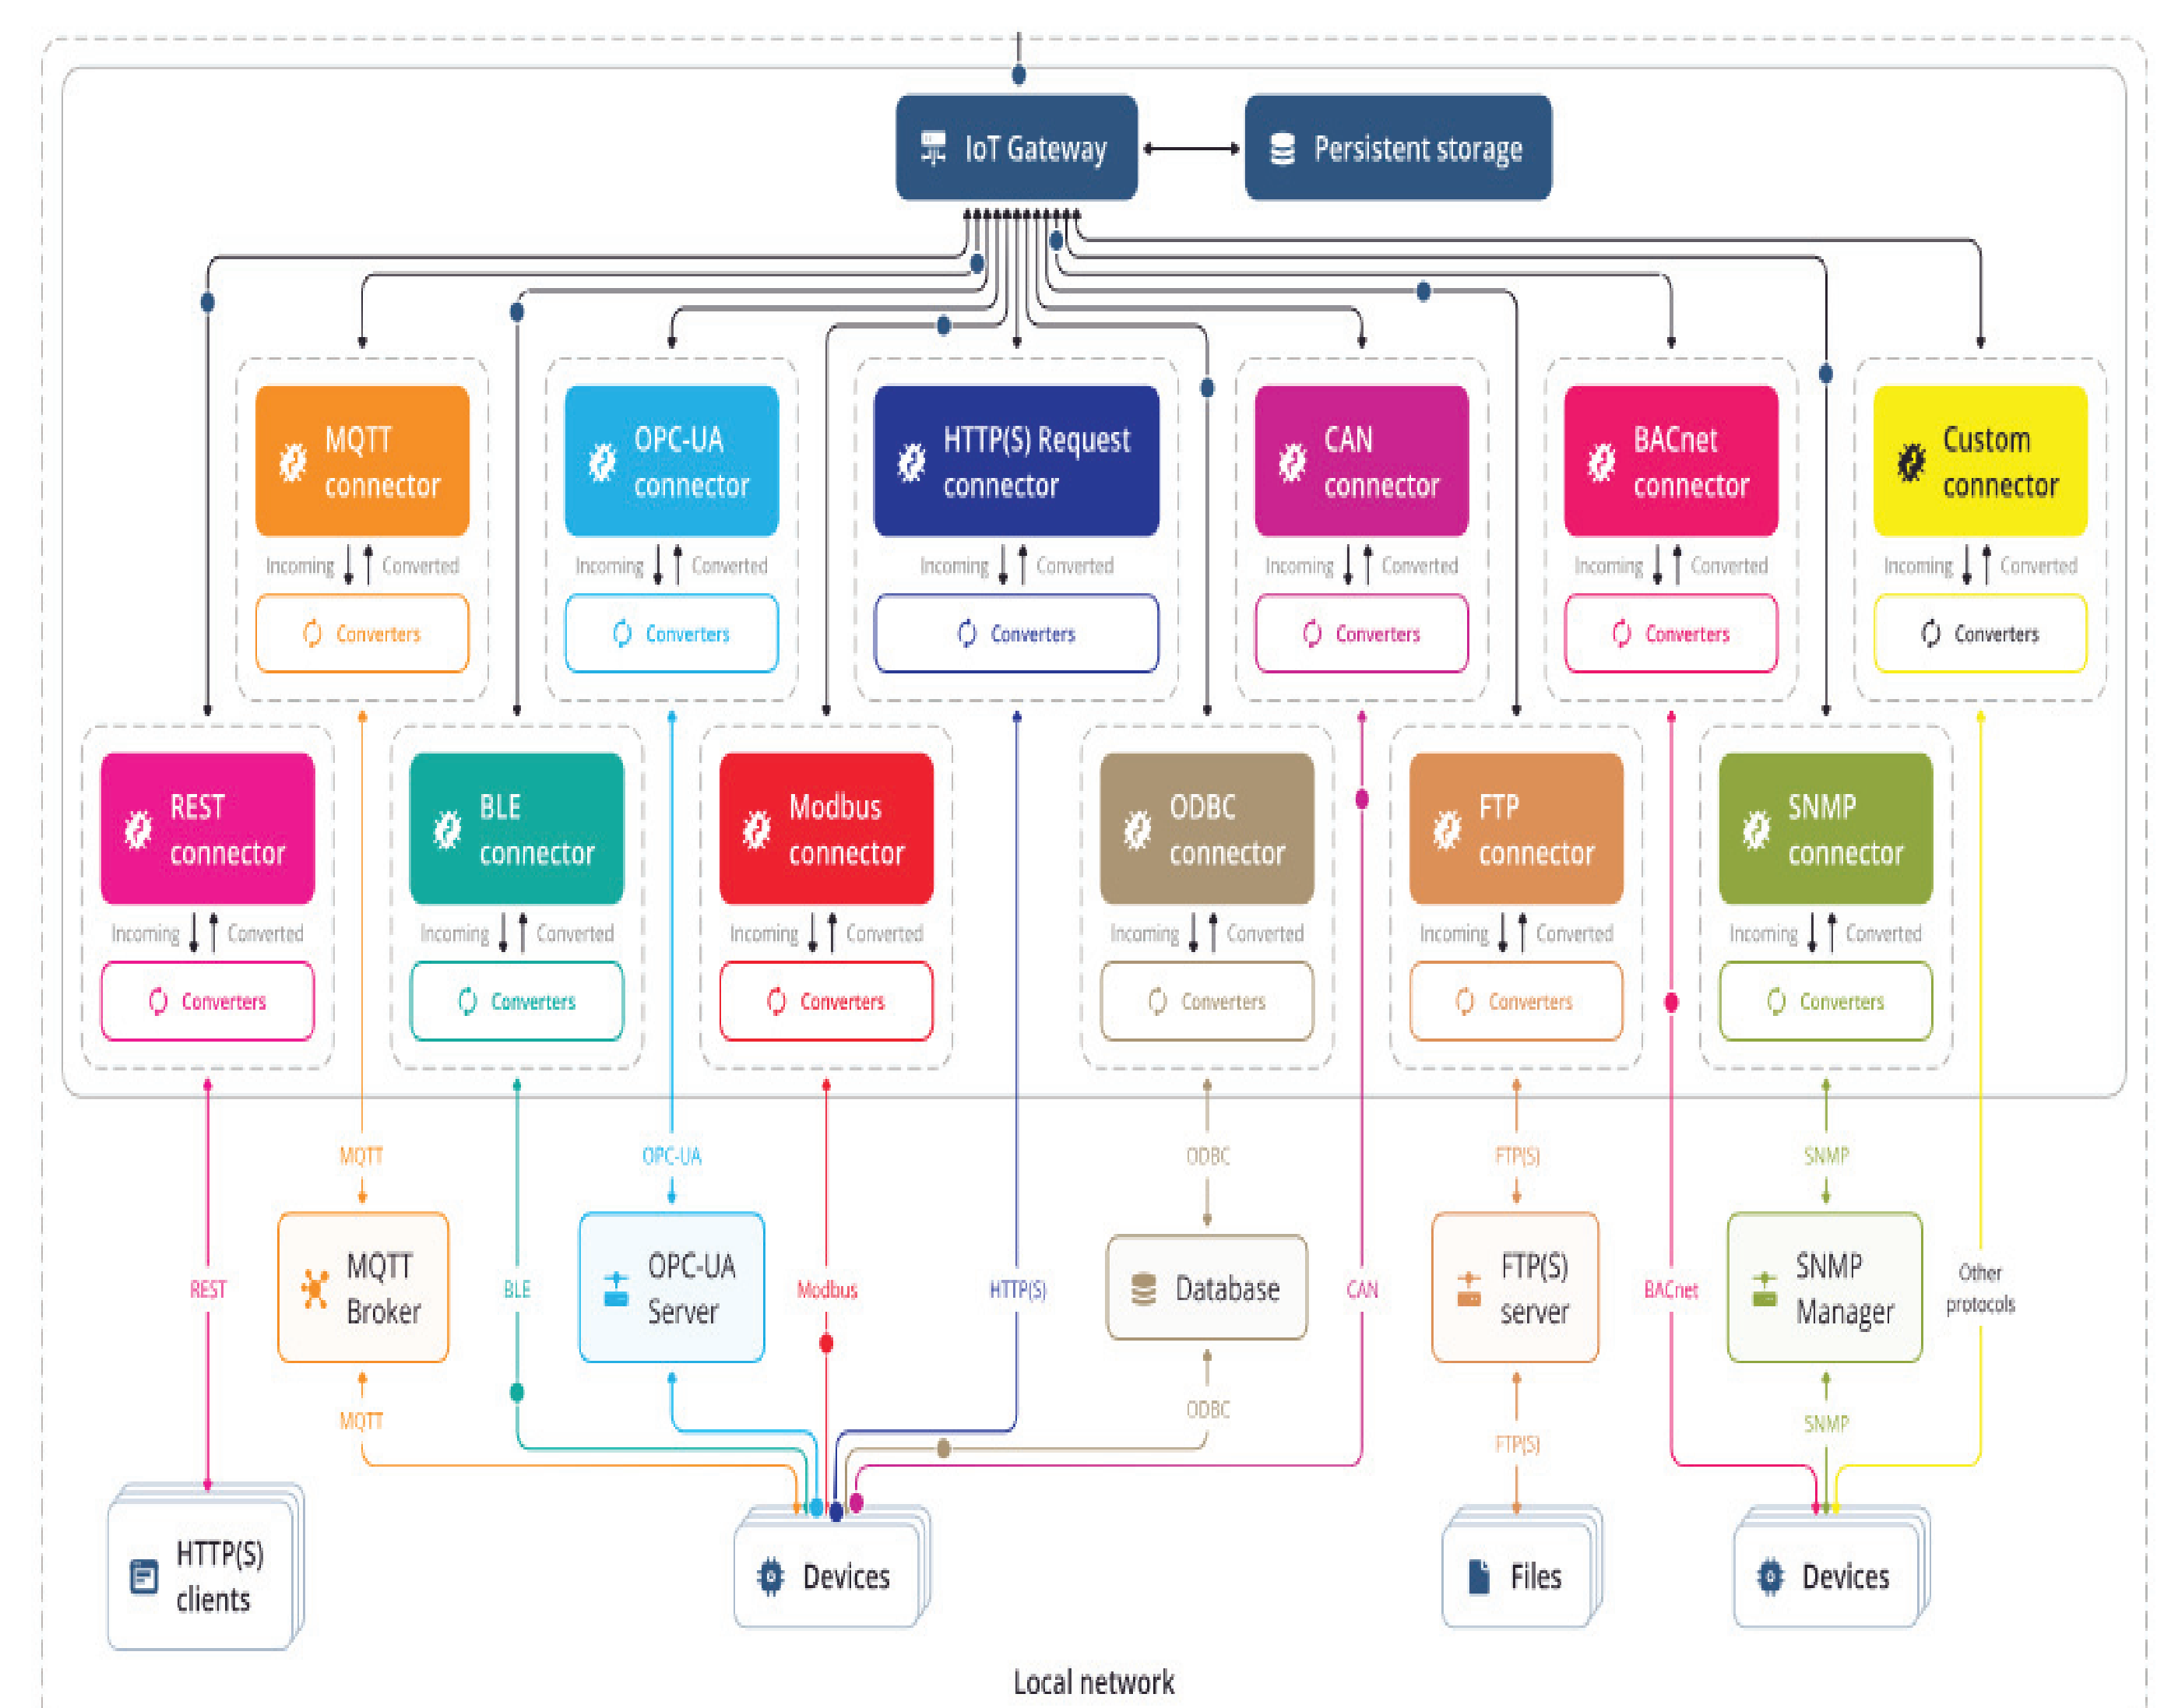 IoT Gateway
Persistent storage
MQTT
connector
OPC-UA
connector
HTTP(S) Request
connector
CAN
connector
BACnet
connector
Custom
connector
Incoming Converted
Incoming Converted
Incoming Converted
Incoming Converted
Incoming Converted
Incoming Converted
Converters
Converters
Converters
Converters
Converters
Converters
REST
connector
BLE
connector
Modbus
connector
ODBC
connector
FTP
connector
SNMP
connector
Incoming Converted
Incoming Converted
Incoming Converted
Incoming Converted
Incoming Converted
Incoming Converted
Converters
Converters
Converters
Converters
Converters
Converters
MQTT
OPC-UA
ODBC
FTP(S)
SNMP
REST
MQTT
Broker
BLE
OPC-UA
Server
Modbus
HTTP(S)
Database
CAN
FTP(S)
server
BACnet
SNMP
Manager
Other
protocols
MQTT
ODBC
FTP(S)
SNMP
HTTP(S)
clients
Devices
Files
Devices
Local network